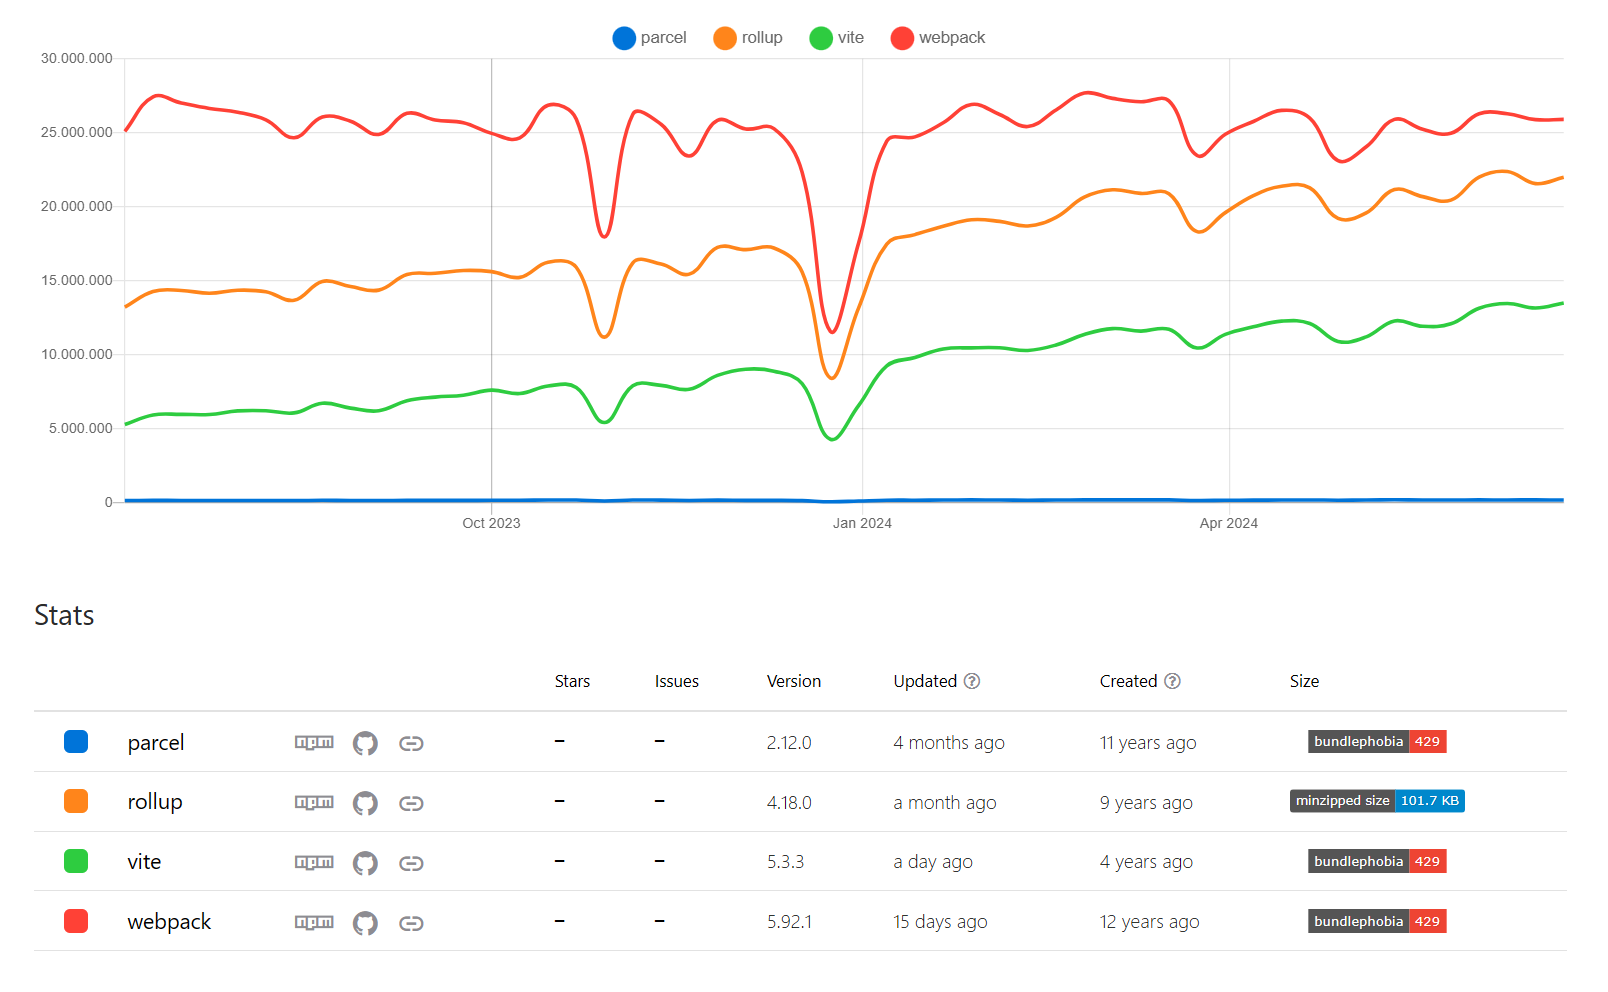 parcel rollup vite webpack
30.000.000
25.000.000
20.000.000
15.000.000
10.000.000
5.000.000
0
Oct 2023 Jan 2024 Apr 2024
Stats
Stars Issues Version Updated ? Created ? Size
parcel npm – – 2.12.0 4 months ago 11 years ago bundlephobia 429
rollup npm – – 4.18.0 a month ago 9 years ago minzipped size 101.7 KB
vite npm – – 5.3.3 a day ago 4 years ago bundlephobia 429
webpack npm – – 5.92.1 15 days ago 12 years ago bundlephobia 429